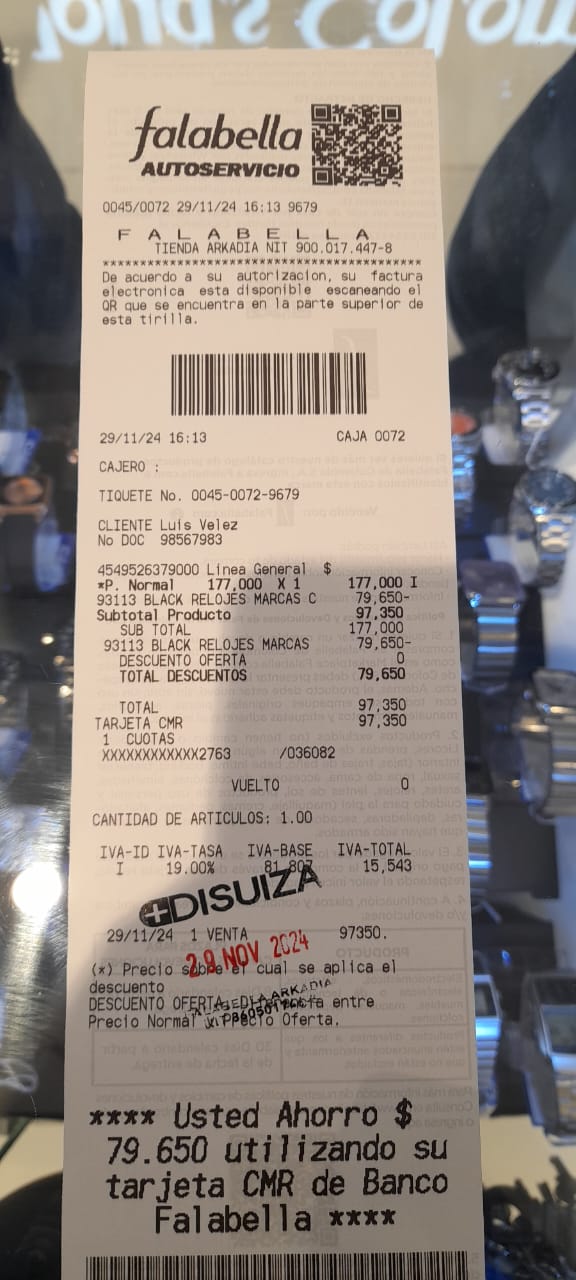 falabella
AUTOSERVICIO
0045/0072 29/11/24 16:13 9679
F A L A B E L L A
TIENDA ARKADIA NIT 900.017.447-8
******************************************
De acuerdo a su autorizacion, su factura
electronica esta disponible escaneando el
QR que se encuentra en la parte superior de
esta tirilla.
29/11/24 16:13 CAJA 0072
CAJERO :
TIQUETE No. 0045-0072-9679
CLIENTE Luis Velez
No DOC 98567983
4549526379000 Linea General $
*P. Normal 177,000 X 1 177,000 I
93113 BLACK RELOJES MARCAS C 79,650-
Subtotal Producto 97,350
SUB TOTAL 177,000
93113 BLACK RELOJES MARCAS 79,650-
DESCUENTO OFERTA 0
TOTAL DESCUENTOS 79,650
TOTAL 97,350
TARJETA CMR 97,350
1 CUOTAS
XXXXXXXXXXXX2763 /036082
VUELTO 0
CANTIDAD DE ARTICULOS: 1.00
IVA-ID IVA-TASA IVA-BASE IVA-TOTAL
I 19.00% 81,807 15,543
DISUIZA
29/11/24 1 VENTA 97350.
29 NOV 2024
(*) Precio sobre el cual se aplica el
descuento
ARKADIA
DESCUENTO OFERTA: entre
Precio Normal y Precio Oferta.
**** Usted Ahorro $
79.650 utilizando su
tarjeta CMR de Banco
Falabella ****